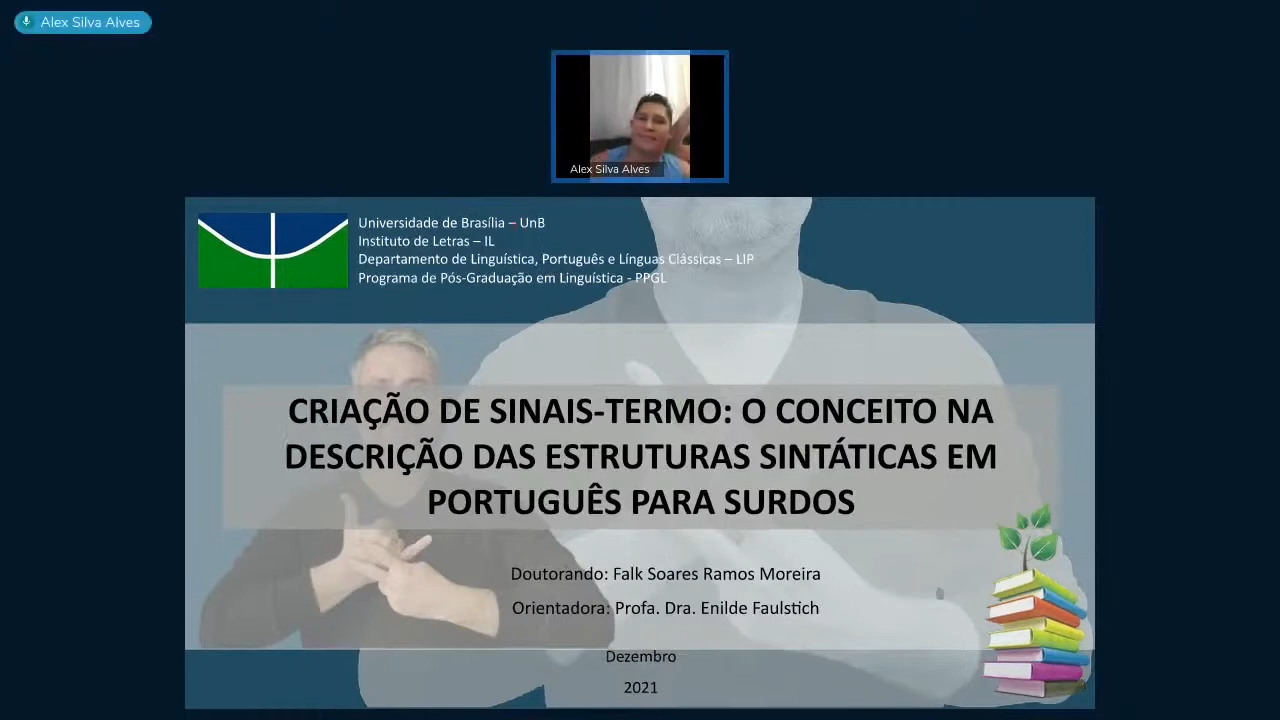 Alex Silva Alves
Alex Silva Alves
Universidade de Brasília – UnB
Instituto de Letras – IL
Departamento de Linguística, Português e Línguas Clássicas – LIP
Programa de Pós-Graduação em Linguística - PPGL
CRIAÇÃO DE SINAIS-TERMO: O CONCEITO NA
DESCRIÇÃO DAS ESTRUTURAS SINTÁTICAS EM
PORTUGUÊS PARA SURDOS
Doutorando: Falk Soares Ramos Moreira
Orientadora: Profa. Dra. Enilde Faulstich
Dezembro
2021